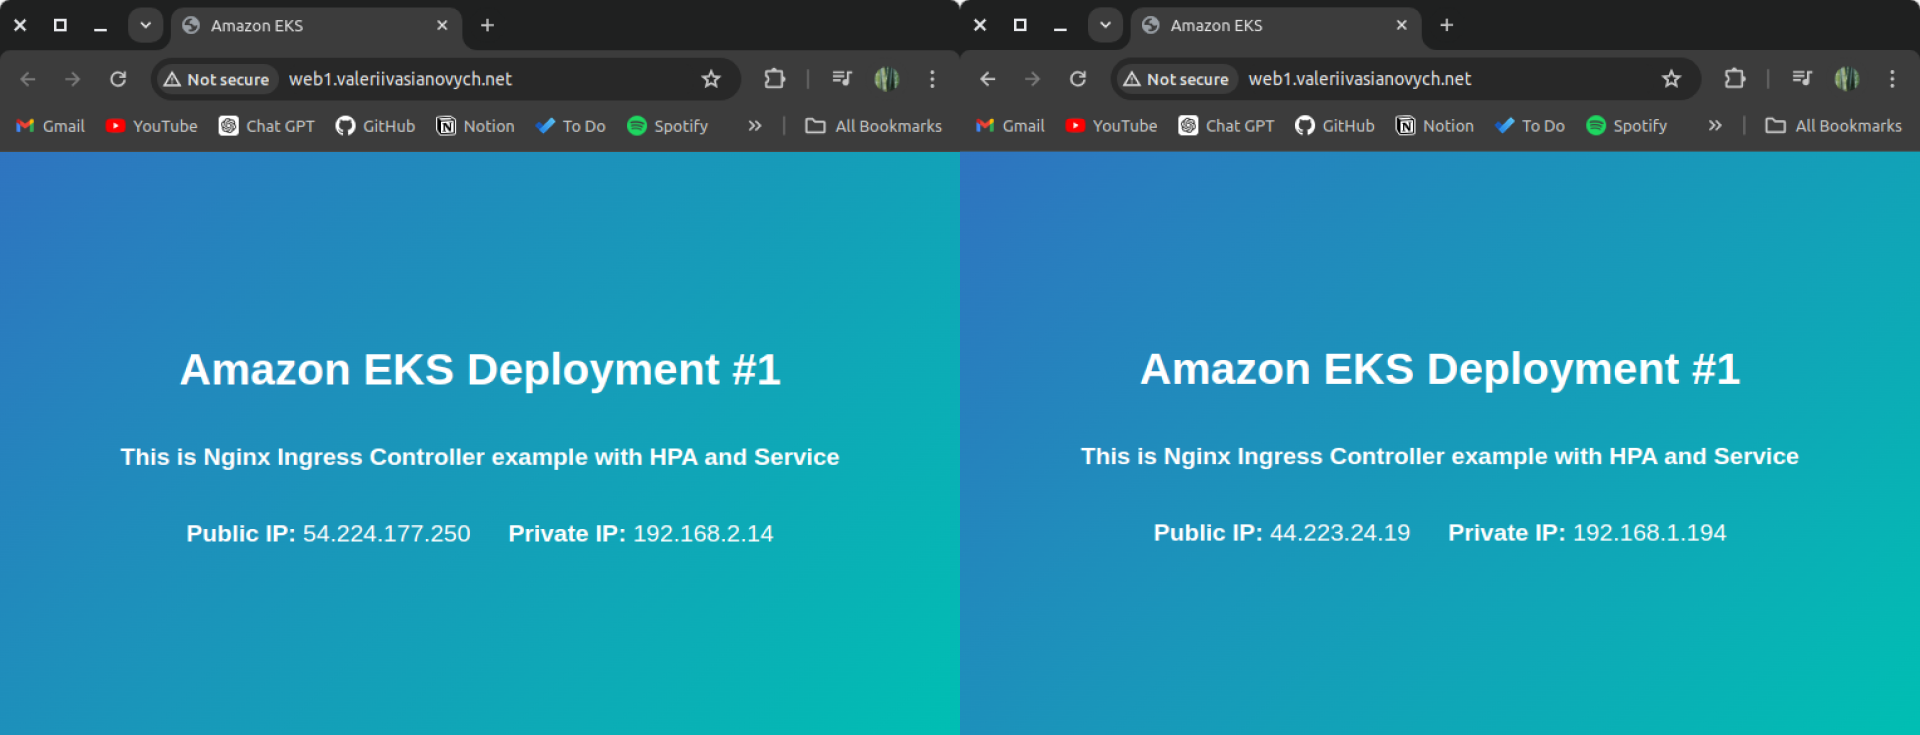 Amazon EKS
Not secure web1.valeriivasianovych.net
Gmail YouTube Chat GPT GitHub Notion To Do Spotify All Bookmarks
Amazon EKS Deployment #1
This is Nginx Ingress Controller example with HPA and Service
Public IP: 54.224.177.250 Private IP: 192.168.2.14
Amazon EKS
Not secure web1.valeriivasianovych.net
Gmail YouTube Chat GPT GitHub Notion To Do Spotify All Bookmarks
Amazon EKS Deployment #1
This is Nginx Ingress Controller example with HPA and Service
Public IP: 44.223.24.19 Private IP: 192.168.1.194